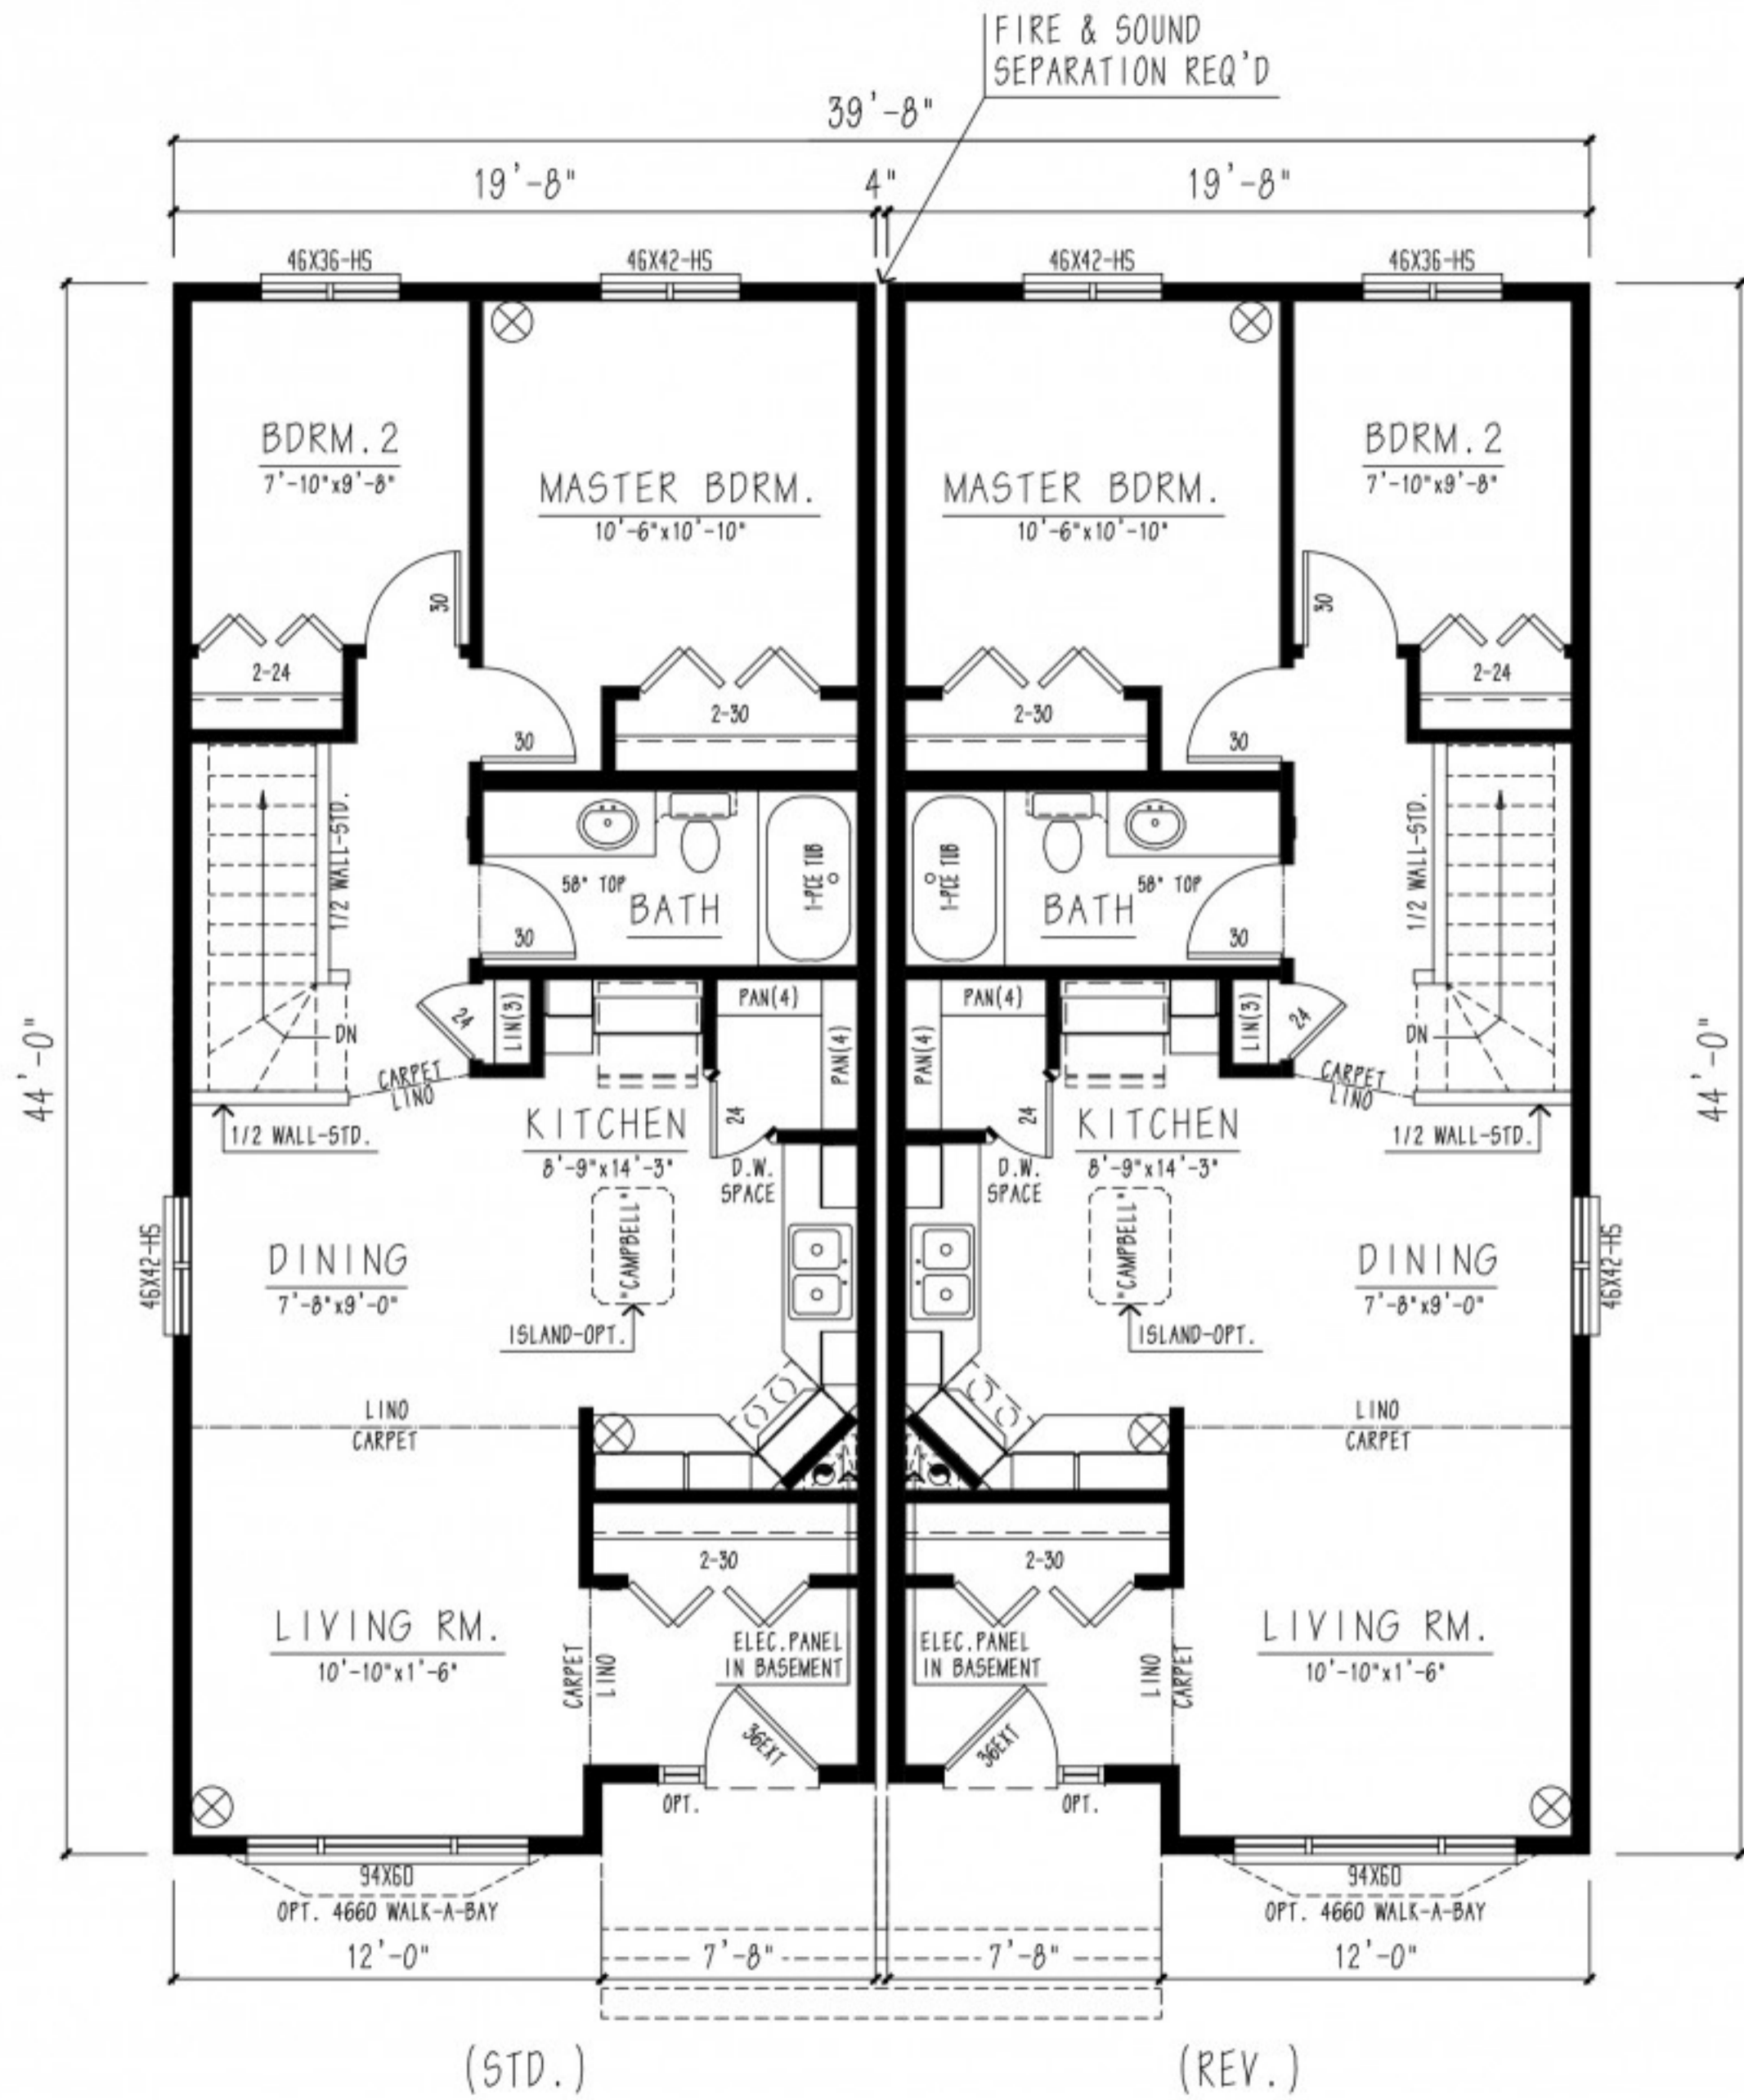 FIRE & SOUND
SEPARATION REQ'D
39'-8"
19'-8"
4"
19'-8"
46X36-HS
46X42-HS
46X42-HS
46X36-HS
BDRM. 2
7'-10"x9'-8"
MASTER BDRM.
10'-6"x10'-10"
MASTER BDRM.
10'-6"x10'-10"
BDRM. 2
7'-10"x9'-8"
30
30
2-24
2-30
2-30
2-24
30
30
1/2 WALL-STD.
58" TOP
BATH
1-PCE TUB
1-PCE TUB
58" TOP
BATH
1/2 WALL-STD.
30
30
24
LIN(3)
PAN(4)
PAN(4)
PAN(4)
PAN(4)
LIN(3)
24
DN
DN
44'-0"
44'-0"
CARPET
LINO
CARPET
LINO
1/2 WALL-STD.
KITCHEN
8'-9"x14'-3"
24
D.W.
SPACE
24
D.W.
SPACE
KITCHEN
8'-9"x14'-3"
1/2 WALL-STD.
46X42-HS
DINING
7'-8"x9'-0"
"CAMPBELL"
ISLAND-OPT.
"CAMPBELL"
ISLAND-OPT.
DINING
7'-8"x9'-0"
46X42-HS
LINO
CARPET
LINO
CARPET
2-30
2-30
LIVING RM.
10'-10"x1'-6"
CARPET
LINO
ELEC.PANEL
IN BASEMENT
ELEC.PANEL
IN BASEMENT
LINO
CARPET
LIVING RM.
10'-10"x1'-6"
36EXT
36EXT
OPT.
OPT.
94X60
OPT. 4660 WALK-A-BAY
94X60
OPT. 4660 WALK-A-BAY
12'-0"
7'-8"
7'-8"
12'-0"
(STD.)
(REV.)